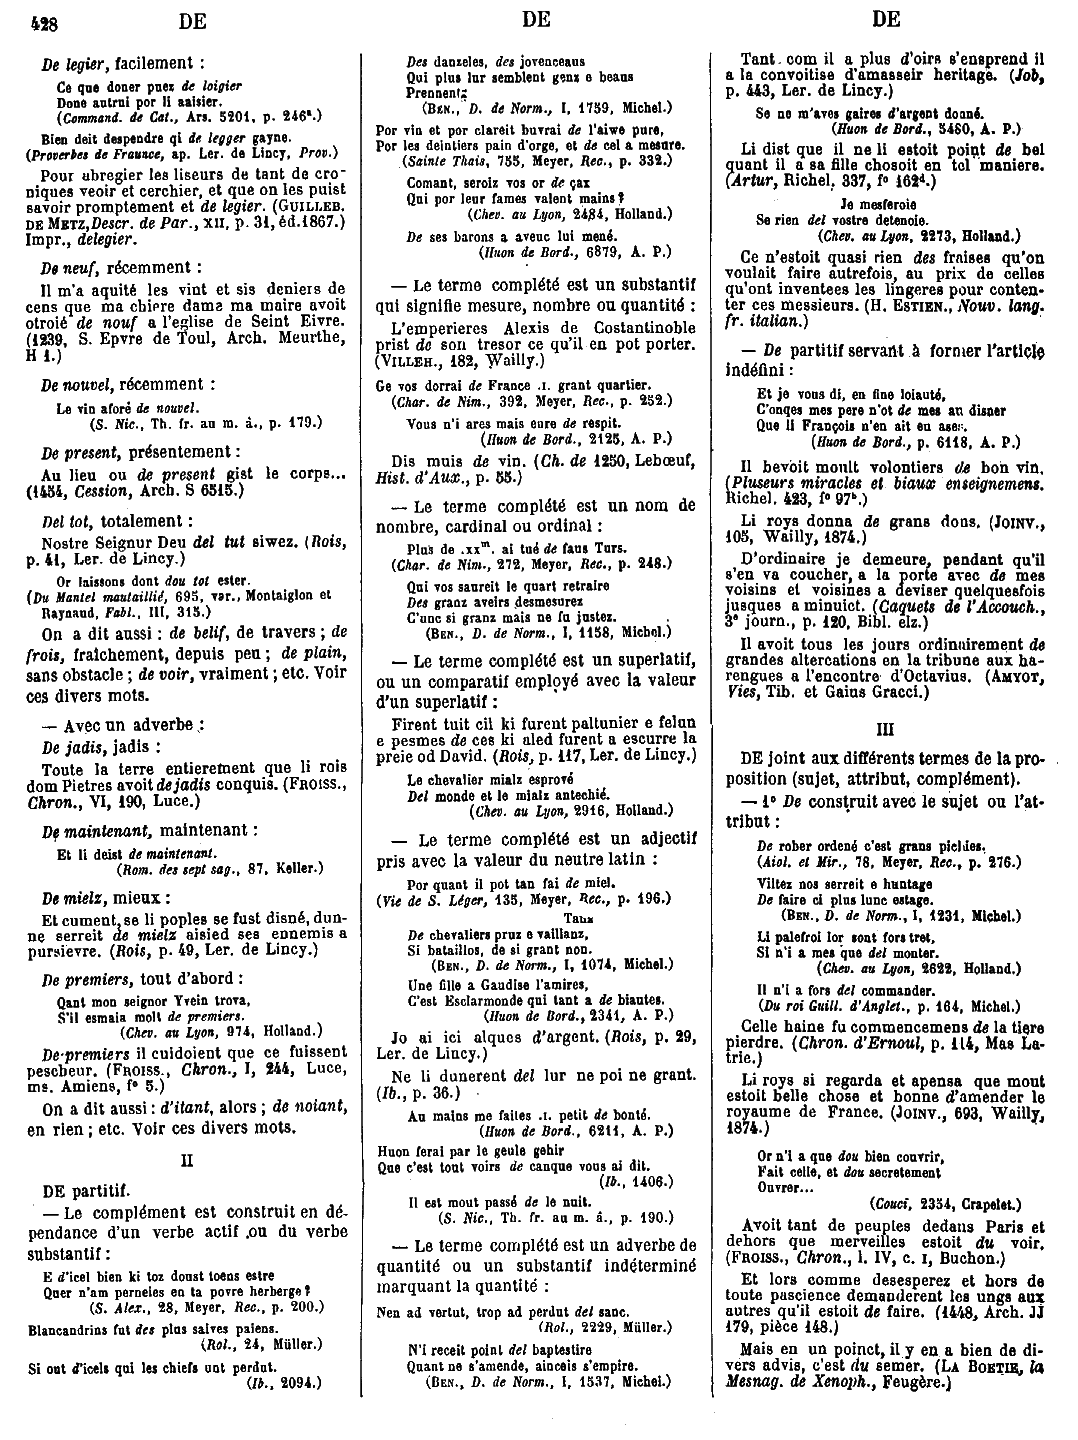 428 DE DE DE
De legier, facilement :
Ce que doner puez de loigier
Done autrui por li aaisier.
(Command. de Cat., Ars. 5201, p. 246ª.)
Bien deit despendre qi de legger gayne.
(Proverbes de Fraunce, ap. Ler. de Lincy, Prov.)
Pour abregier les liseurs de tant de cro-
niques veoir et cerchier, et que on les puist
savoir promptement et de legier. (GUILLEB.
DE METZ, Descr. de Par., XII, p. 31, éd. 1867.)
Impr., delegier.
De neuf, récemment :
Il m'a aquité les vint et sis deniers de
cens que ma chiere dama ma maire avoit
otroié de nouf a l'eglise de Seint Eivre.
(1239, S. Epvre de Toul, Arch. Meurthe,
H 1.)
De nouvel, récemment :
Le vin aforé de nouvel.
(S. Nic., Th. fr. au m. â., p. 179.)
De present, présentement :
Au lieu ou de present gist le corps...
(1454, Cession, Arch. S 6515.)
Del tot, totalement :
Nostre Seignur Deu del tut siwez. (Rois,
p. 41, Ler. de Lincy.)
Or laissons dont dou tot ester.
(Du Mantel mautaillié, 695, var., Montaiglon et
Raynaud, Fabl., III, 315.)
On a dit aussi : de belif, de travers ; de
frois, fraîchement, depuis peu ; de plain,
sans obstacle ; de voir, vraiment ; etc. Voir
ces divers mots.
— Avec un adverbe :
De jadis, jadis :
Toute la terre entierement que li rois
dom Pietres avoit de jadis conquis. (FROISS.,
Chron., VI, 190, Luce.)
De maintenant, maintenant :
Et li deist de maintenant.
(Rom. des sept sag., 87, Keller.)
De mielz, mieux :
Et cument, se li poples se fust disné, dun-
ne serreit de mielz aisied ses ennemis a
pursievre. (Rois, p. 49, Ler. de Lincy.)
De premiers, tout d'abord :
Qant mon seignor Yvein trova,
S'il esmaia molt de premiers.
(Chev. au Lyon, 974, Holland.)
De premiers il cuidoient que ce fuissent
pescheur. (FROISS., Chron., I, 244, Luce,
ms. Amiens, f° 5.)
On a dit aussi : d'itant, alors ; de noiant,
en rien ; etc. Voir ces divers mots.
II
DE partitif.
— Le complément est construit en dé-
pendance d'un verbe actif ou du verbe
substantif :
E d'icel bien ki toz doust toens estre
Quer n'am perneies en ta povre herberge ?
(S. Alex., 28, Meyer, Rec., p. 200.)
Blancandrins fut des plus saives paiens.
(Rol., 24, Müller.)
Si out d'icels qui les chiefs unt perdut.
(Ib., 2094.)
Des danzeles, des jovenceaus
Qui plus lur semblent genz e beaus
Prennent;
(BEN., D. de Norm., I, 1759, Michel.)
Por vin et por clareit buvrai de l'aiwe pure,
Por les deintiers pain d'orge, et de cel a mesure.
(Sainte Thais, 755, Meyer, Rec., p. 332.)
Comant, seroiz vos or de çax
Qui por leur fames valent mains ?
(Chev. au Lyon, 2484, Holland.)
De ses barons a aveuc lui mené.
(Huon de Bord., 6879, A. P.)
— Le terme complété est un substantif
qui signifie mesure, nombre ou quantité :
L'emperieres Alexis de Costantinoble
prist de son tresor ce qu'il en pot porter.
(VILLEH., 182, Wailly.)
Ge vos dorrai de France .I. grant quartier.
(Char. de Nim., 392, Meyer, Rec., p. 252.)
Vous n'i ares mais eure de respit.
(Huon de Bord., 2125, A. P.)
Dis muis de vin. (Ch. de 1250, Lebœuf,
Hist. d'Aux., p. 55.)
— Le terme complété est un nom de
nombre, cardinal ou ordinal :
Plus de .xxm. ai tué de faus Turs.
(Char. de Nim., 272, Meyer, Rec., p. 248.)
Qui vos saureit le quart retraire
Des granz aveirs desmesurez
C'unc si granz mais ne fu justez.
(BEN., D. de Norm., I, 1158, Michel.)
— Le terme complété est un superlatif,
ou un comparatif employé avec la valeur
d'un superlatif :
Firent tuit cil ki furent paltunier e felun
e pesmes de ces ki aled furent a escurre la
preie od David. (Rois, p. 117, Ler. de Lincy.)
Le chevalier mialz esprové
Del monde et le mialz antechié.
(Chev. au Lyon, 2916, Holland.)
— Le terme complété est un adjectif
pris avec la valeur du neutre latin :
Por quant il pot tan fai de miel.
(Vie de S. Léger, 135, Meyer, Rec., p. 196.)
Tanx
De chevaliers pruz e vaillanz,
Si bataillos, de si grant non.
(BEN., D. de Norm., I, 1074, Michel.)
Une fille a Gaudise l'amires,
C'est Esclarmonde qui tant a de biautes.
(Huon de Bord., 2341, A. P.)
Jo ai ici alques d'argent. (Rois, p. 29,
Ler. de Lincy.)
Ne li dunerent del lur ne poi ne grant.
(Ib., p. 36.)
Au mains me faites .I. petit de bonté.
(Huon de Bord., 6211, A. P.)
Huon ferai par le geule gehir
Que c'est tout voirs de canque vous ai dit.
(Ib., 1406.)
Il est mout passé de le nuit.
(S. Nic., Th. fr. au m. â., p. 190.)
— Le terme complété est un adverbe de
quantité ou un substantif indéterminé
marquant la quantité :
Nen ad vertut, trop ad perdut del sanc.
(Rol., 2229, Müller.)
N'i receit point del baptestire
Quant ne s'amende, ainceis s'empire.
(BEN., D. de Norm., I, 1537, Michel.)
Tant com il a plus d'oirs s'ensprend il
a la convoitise d'amasseir heritage. (Job,
p. 443, Ler. de Lincy.)
Se ne m'aves gaires d'argent doané.
(Huon de Bord., 5460, A. P.)
Li dist que il ne li estoit point de bel
quant il a sa fille chosoit en tel maniere.
(Artur, Richel. 337, f° 162d.)
Je mesferoie
Se rien del vostre detenoie.
(Chev. au Lyon, 2273, Holland.)
Ce n'estoit quasi rien des fraises qu'on
voulait faire autrefois, au prix de celles
qu'ont inventees les lingeres pour conten-
ter ces messieurs. (H. ESTIEN., Nouv. lang.
fr. italian.)
— De partitif servant à former l'article
indéfini :
Et je vous di, en fine loiauté,
C'onqes mes pere n'ot de mes au disner
Que li François n'en ait eu ases.
(Huon de Bord., p. 6118, A. P.)
Il bevoit moult volontiers de bon vin.
(Pluseurs miracles et biaux enseignemens.
Richel. 423, f° 97b.)
Li roys donna de grans dons. (JOINV.,
105, Wailly, 1874.)
D'ordinaire je demeure, pendant qu'il
s'en va coucher, a la porte avec de mes
voisins et voisines a deviser quelquesfois
jusques a minuict. (Caquets de l'Accouch.,
3e journ., p. 120, Bibl. elz.)
Il avoit tous les jours ordinairement de
grandes altercations en la tribune aux ha-
rengues a l'encontre d'Octavius. (AMYOT,
Vies, Tib. et Gaius Gracci.)
III
DE joint aux différents termes de la pro-
position (sujet, attribut, complément).
— 1° De construit avec le sujet ou l'at-
tribut :
De rober ordené c'est grans pichies.
(Aiol. et Mir., 78, Meyer, Rec., p. 276.)
Viltez nos serreit e huntage
De faire ci plus lunc estage.
(BEN., D. de Norm., I, 1231, Michel.)
Li palefroi lor sont fors tret,
Si n'i a mes que del monter.
(Chev. au Lyon, 2622, Holland.)
Il n'i a fors del commander.
(Du roi Guill. d'Anglet., p. 164, Michel.)
Celle haine fu commencemens de la tiere
pierdre. (Chron. d'Ernoul, p. 114, Mas La-
trie.)
Li roys si regarda et apensa que mout
estoit belle chose et bonne d'amender le
royaume de France. (JOINV., 693, Wailly,
1874.)
Or n'i a que dou bien couvrir,
Fait celle, et dou secretement
Ouvrer...
(Couci, 2354, Crapelet.)
Avoit tant de peuples dedans Paris et
dehors que merveilles estoit du voir.
(FROISS., Chron., l. IV, c. I, Buchon.)
Et lors comme desesperez et hors de
toute pascience demanderent les ungs aux
autres qu'il estoit de faire. (1448, Arch. JJ
179, pièce 148.)
Mais en un poinct, il y en a bien de di-
vers advis, c'est du semer. (LA BOETIE, la
Mesnag. de Xenoph., Feugère.)